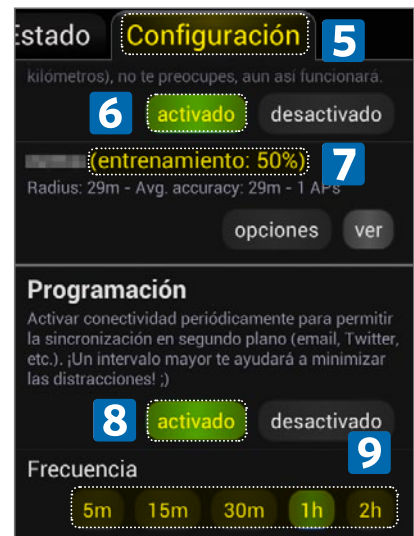 Estado Configuración 5
kilómetros), no te preocupes, aun así funcionará.
6 activado desactivado
(entrenamiento: 50%) 7
Radius: 29m - Avg. accuracy: 29m - 1 APs
opciones ver
Programación
Activar conectividad periódicamente para permitir
la sincronización en segundo plano (email, Twitter,
etc.). ¡Un intervalo mayor te ayudará a minimizar
las distracciones! ;)
8 activado desactivado
9
Frecuencia
5m 15m 30m 1h 2h